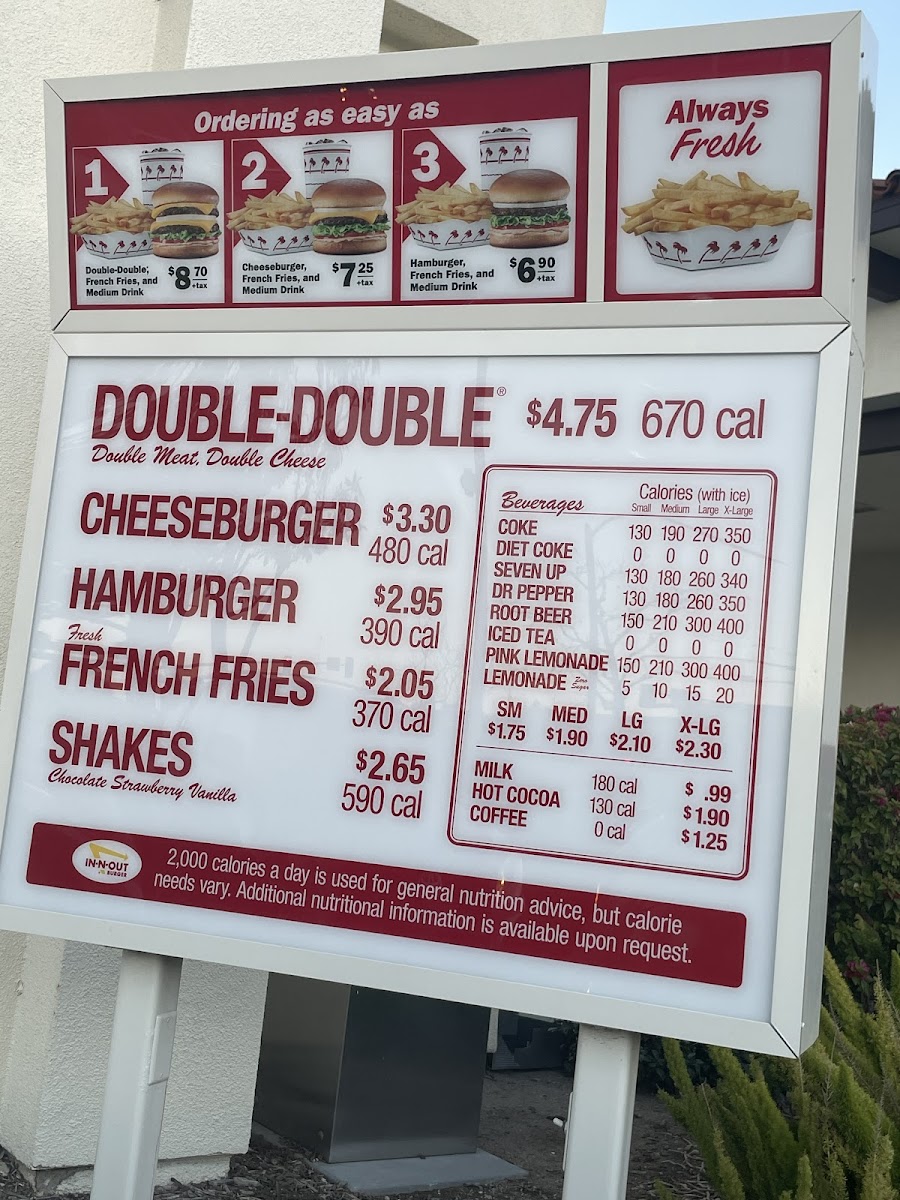 Ordering as easy as
1
Double-Double,
French Fries, and
Medium Drink
$8 70
+tax
2
Cheeseburger,
French Fries, and
Medium Drink
$7 25
+tax
3
Hamburger,
French Fries, and
Medium Drink
$6 90
+tax
Always
Fresh
DOUBLE-DOUBLE® $4.75 670 cal
Double Meat, Double Cheese
CHEESEBURGER $3.30
480 cal
HAMBURGER $2.95
390 cal
Fresh
FRENCH FRIES $2.05
370 cal
SHAKES $2.65
Chocolate Strawberry Vanilla 590 cal
Beverages Calories (with ice)
Small Medium Large X-Large
COKE 130 190 270 350
DIET COKE 0 0 0 0
SEVEN UP 130 180 260 340
DR PEPPER 130 180 260 350
ROOT BEER 150 210 300 400
ICED TEA 0 0 0 0
PINK LEMONADE 150 210 300 400
LEMONADE Zero Sugar 5 10 15 20
SM MED LG X-LG
$1.75 $1.90 $2.10 $2.30
MILK 180 cal $ .99
HOT COCOA 130 cal $1.90
COFFEE 0 cal $1.25
IN-N-OUT
BURGER
2,000 calories a day is used for general nutrition advice, but calorie
needs vary. Additional nutritional information is available upon request.